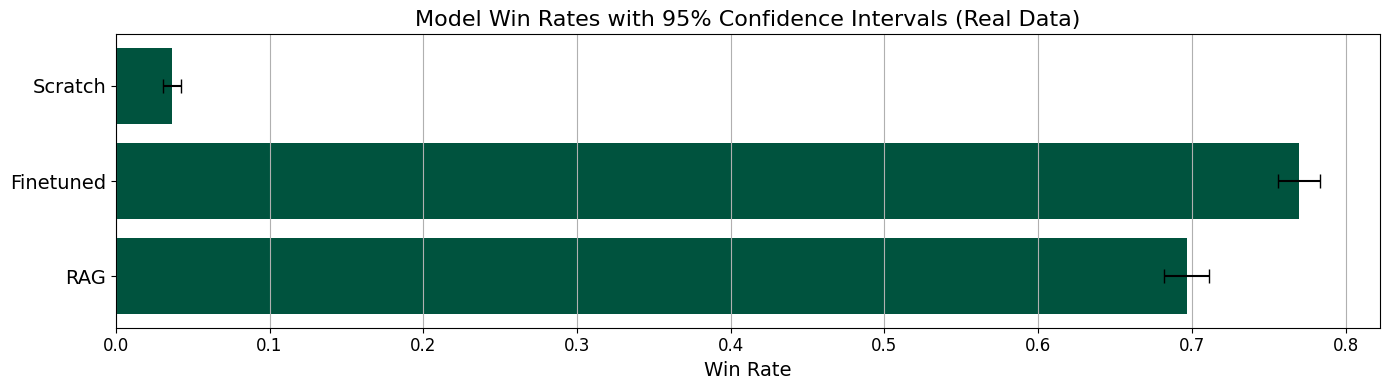 Model Win Rates with 95% Confidence Intervals (Real Data)
Scratch
Finetuned
RAG
0.0 0.1 0.2 0.3 0.4 0.5 0.6 0.7 0.8
Win Rate